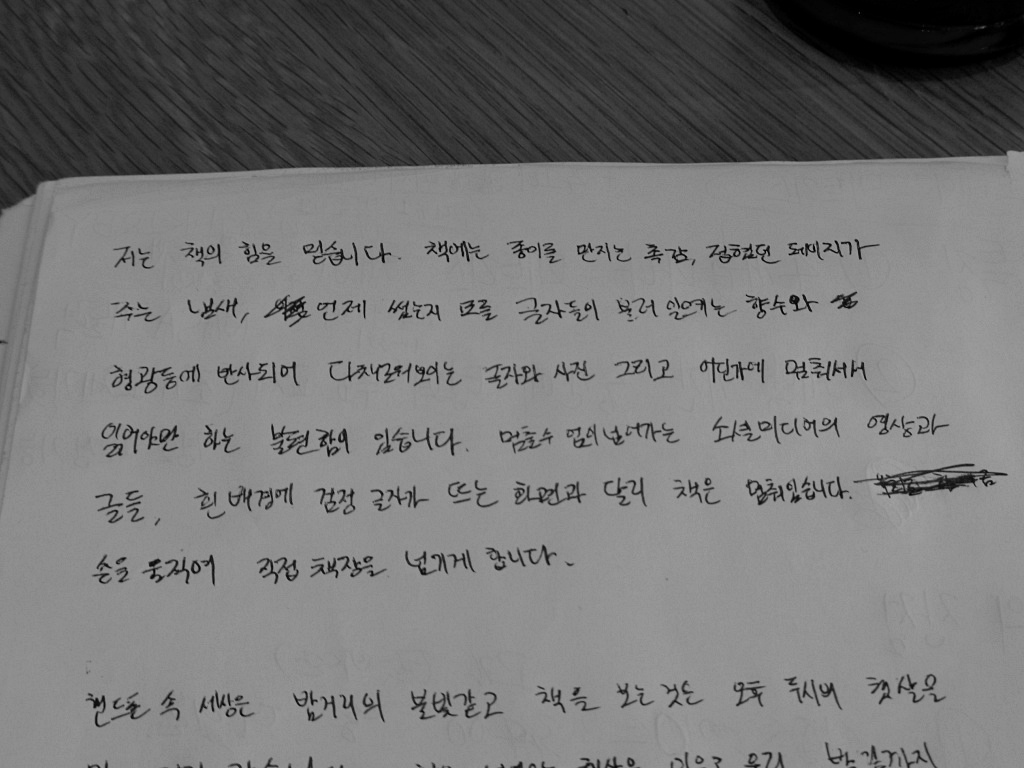 저는 책의 힘을 믿습니다. 책에는 종이를 만지는 촉감, 접혔던 페이지가
주는 냄새, 언제 썼는지 모를 글자들이 불러 일으키는 향수와
형광등에 반사되어 다채로워보이는 글자와 사진 그리고 어딘가에 멈춰서서
읽어야만 하는 불편함이 있습니다. 멈출수 없이 넘어가는 소셜미디어의 영상과
글들, 흰 배경에 검정 글자가 뜨는 화면과 달리 책은 멈춰있습니다.
손을 움직여 직접 책장을 넘기게 합니다.
핸드폰 속 세상은 밤거리의 불빛같고 책을 보는 것은 오후 두시의 햇살을